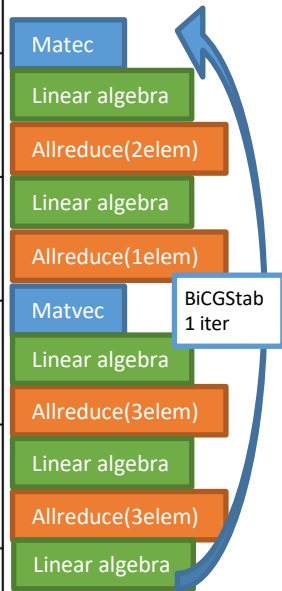 Matec
Linear algebra
Allreduce(2elem)
Linear algebra
Allreduce(1elem)
Matvec
BiCGStab
1 iter
Linear algebra
Allreduce(3elem)
Linear algebra
Allreduce(3elem)
Linear algebra